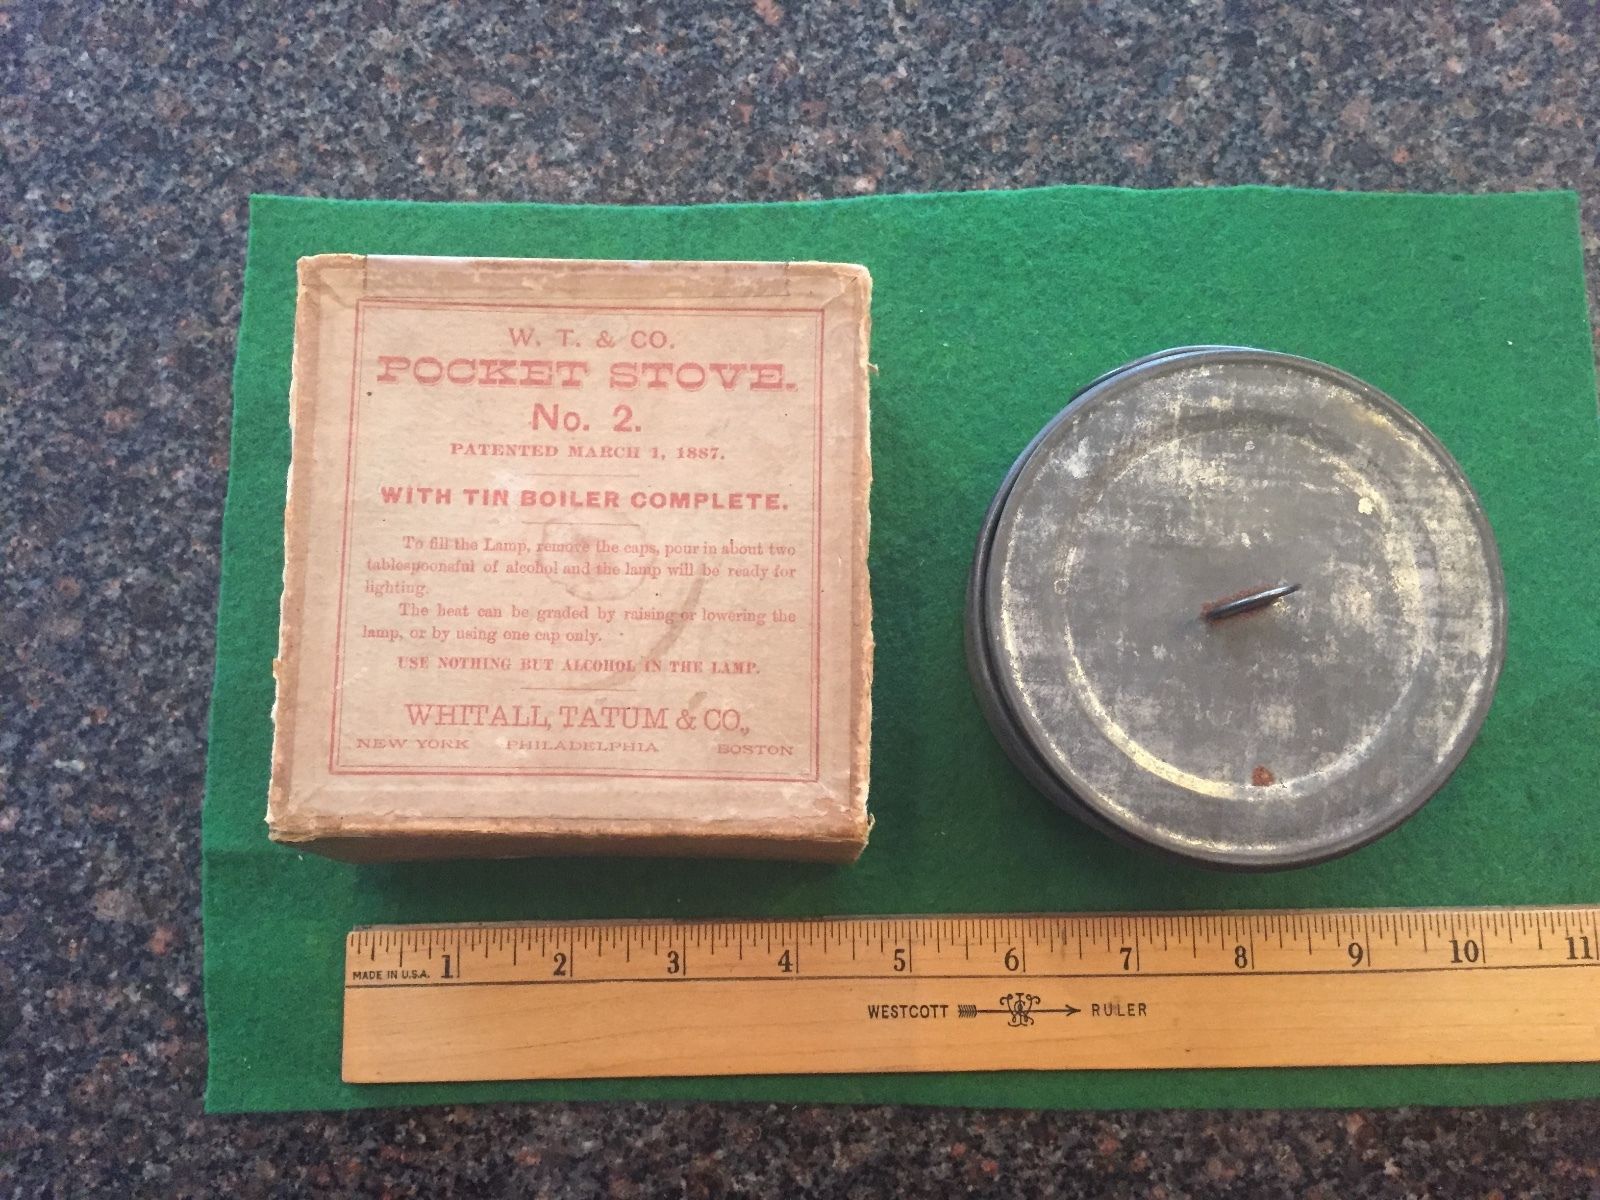 W. T. & CO.
POCKET STOVE.
No. 2.
PATENTED MARCH 1, 1887.
WITH TIN BOILER COMPLETE.
To fill the Lamp, remove the caps, pour in about two
tablespoonsful of alcohol and the lamp will be ready for
lighting.
The heat can be graded by raising or lowering the
lamp, or by using one cap only.
USE NOTHING BUT ALCOHOL IN THE LAMP.
WHITALL, TATUM & CO.,
NEW YORK PHILADELPHIA BOSTON
1 2 3 4 5 6 7 8 9 10 11
MADE IN U.S.A.
WESTCOTT RULER